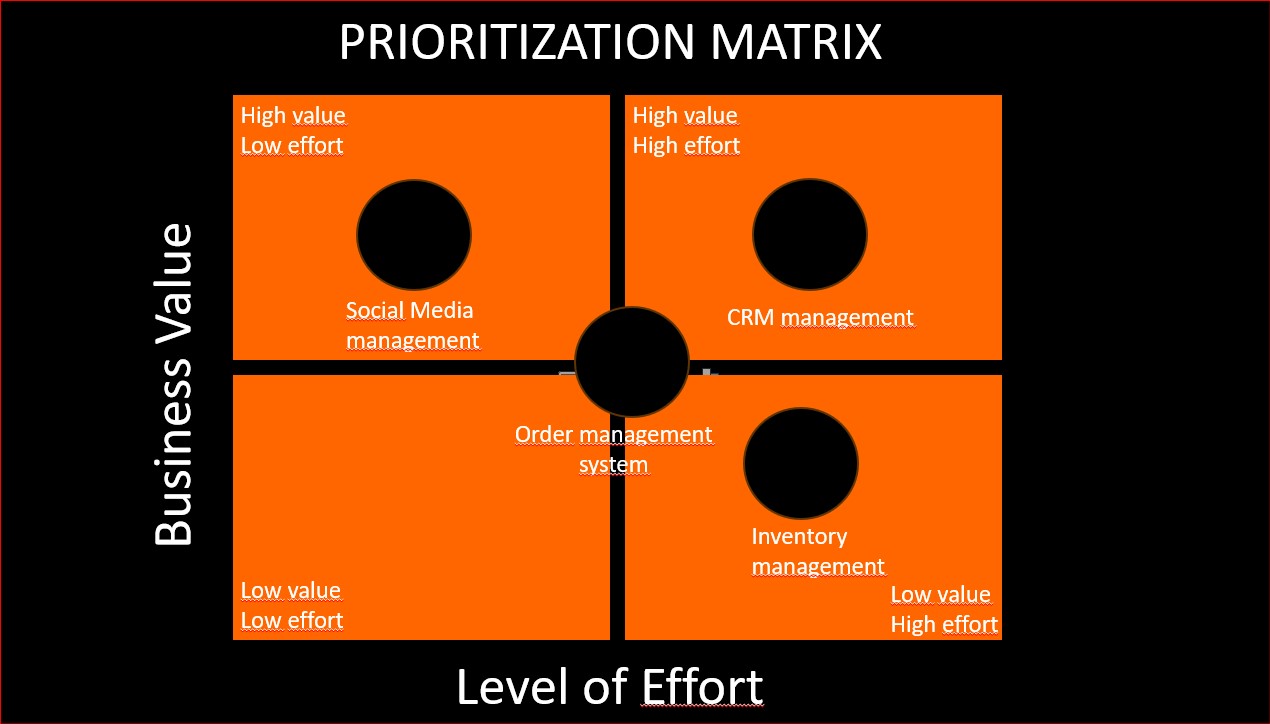 PRIORITIZATION MATRIX
High value
Low effort
High value
High effort
Social Media
management
CRM management
Business Value
Order management
system
Inventory
management
Low value
Low effort
Low value
High effort
Level of Effort